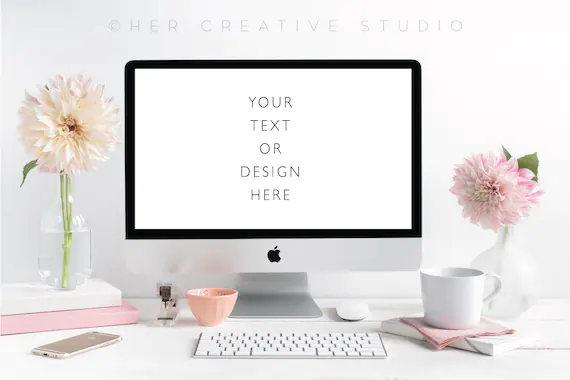 ©HER CREATIVE STUDIO
YOUR
TEXT
OR
DESIGN
HERE